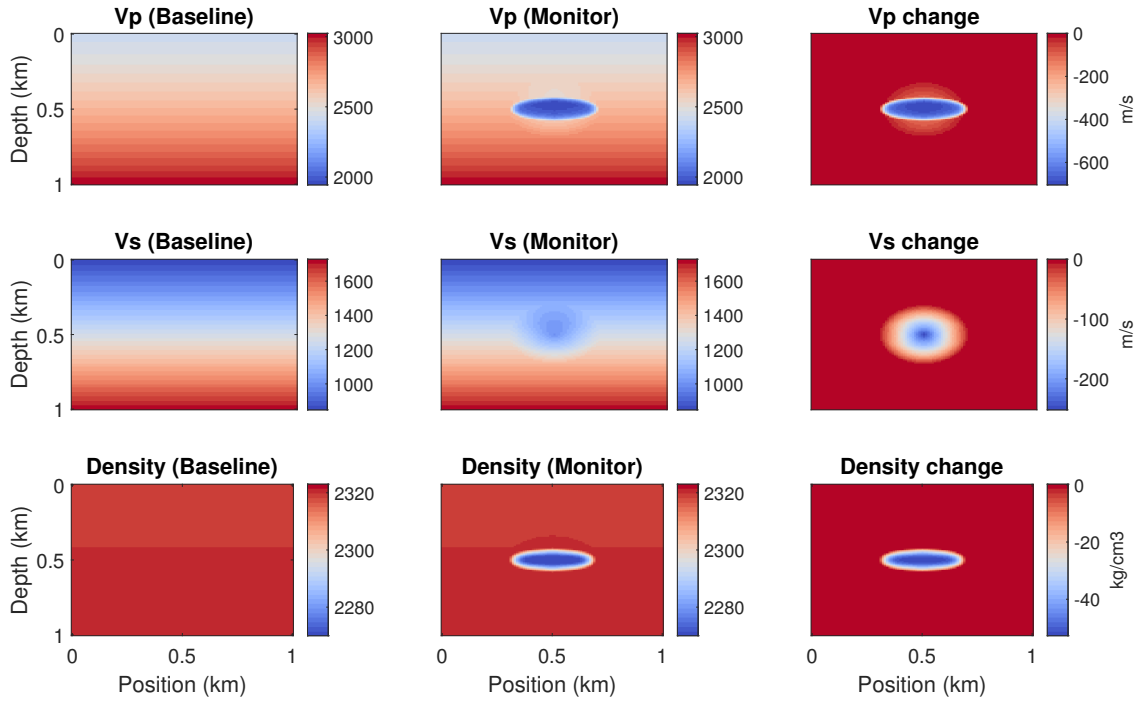 Vp (Baseline)
Vp (Monitor)
Vp change
Depth (km)
0
0.5
1
3000
2500
2000
3000
2500
2000
0
-200
-400
-600
m/s
Vs (Baseline)
Vs (Monitor)
Vs change
Depth (km)
0
0.5
1
1600
1400
1200
1000
1600
1400
1200
1000
0
-100
-200
m/s
Density (Baseline)
Density (Monitor)
Density change
Depth (km)
0
0.5
1
2320
2300
2280
2320
2300
2280
0
-20
-40
kg/cm3
0 0.5 1
0 0.5 1
0 0.5 1
Position (km)
Position (km)
Position (km)